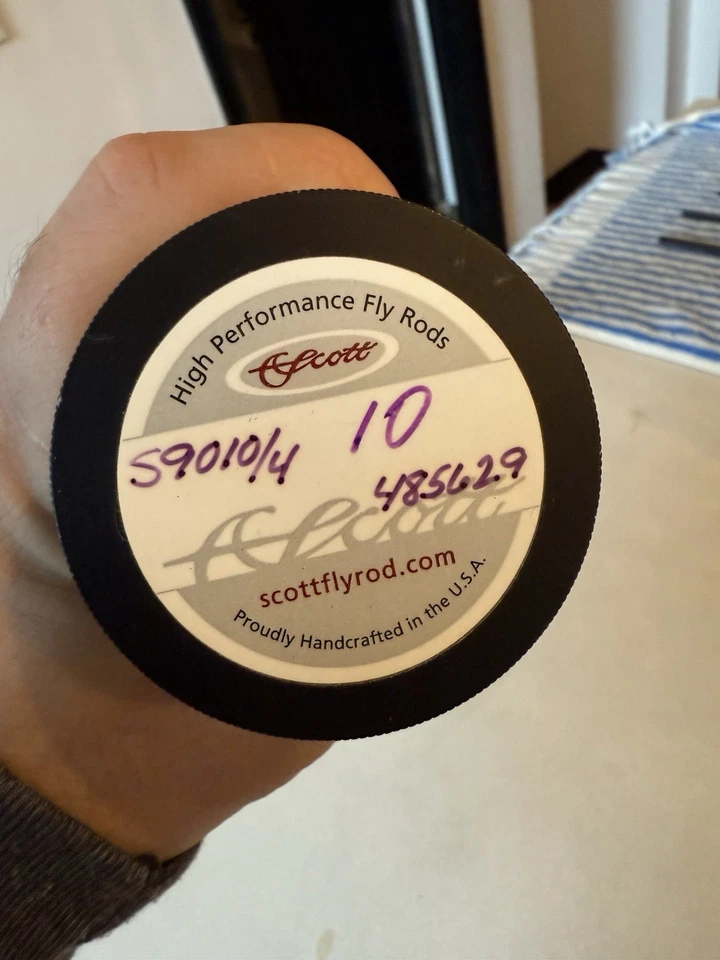 High Performance Fly Rods
Scott
10
S9010/4
485629
Scott
scottflyrod.com
Proudly Handcrafted in the U.S.A.